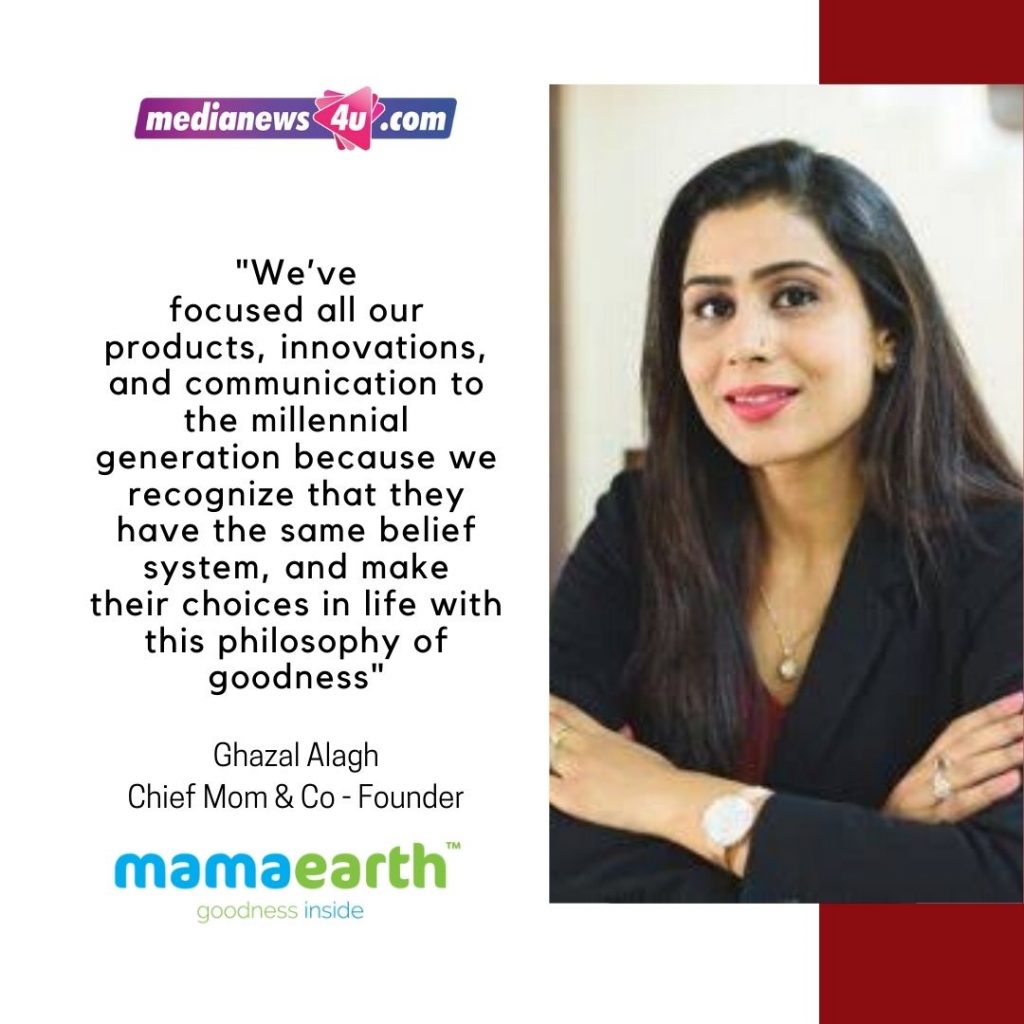 medianews4u.com
"We’ve
focused all our
products, innovations,
and communication to
the millennial
generation because we
recognize that they
have the same belief
system, and make
their choices in life with
this philosophy of
goodness"
Ghazal Alagh
Chief Mom & Co - Founder
mamaearth™
goodness inside